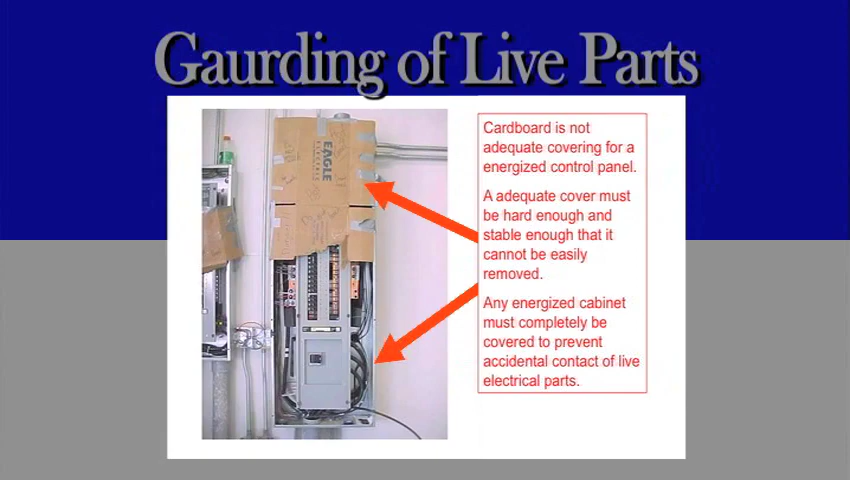 Gaurding of Live Parts
EAGLE
ELECTRIC
Cardboard is not
adequate covering for a
energized control panel.
A adequate cover must
be hard enough and
stable enough that it
cannot be easily
removed.
Any energized cabinet
must completely be
covered to prevent
accidental contact of live
electrical parts.